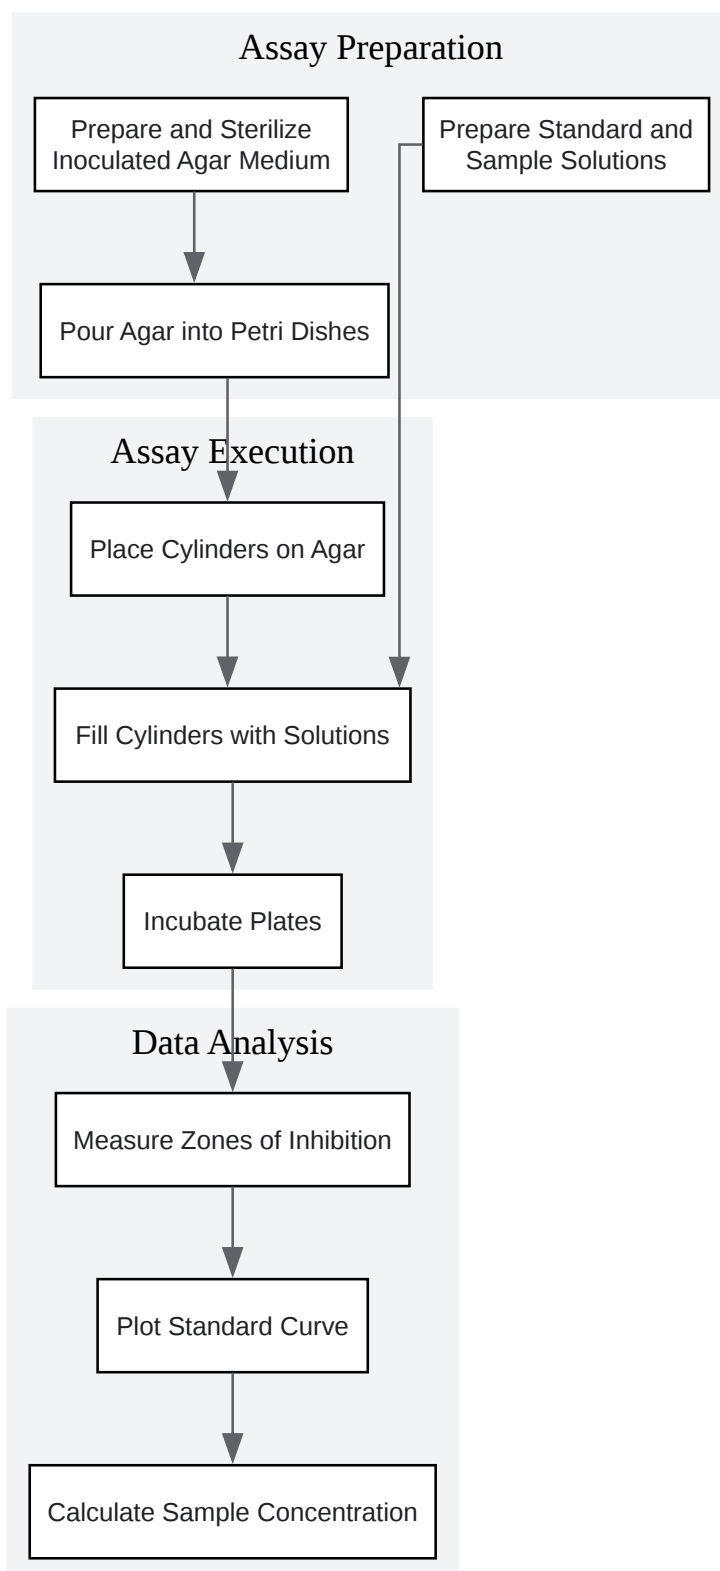 Assay Preparation
Prepare and Sterilize
Inoculated Agar Medium
Prepare Standard and
Sample Solutions
Pour Agar into Petri Dishes
Assay Execution
Place Cylinders on Agar
Fill Cylinders with Solutions
Incubate Plates
Data Analysis
Measure Zones of Inhibition
Plot Standard Curve
Calculate Sample Concentration